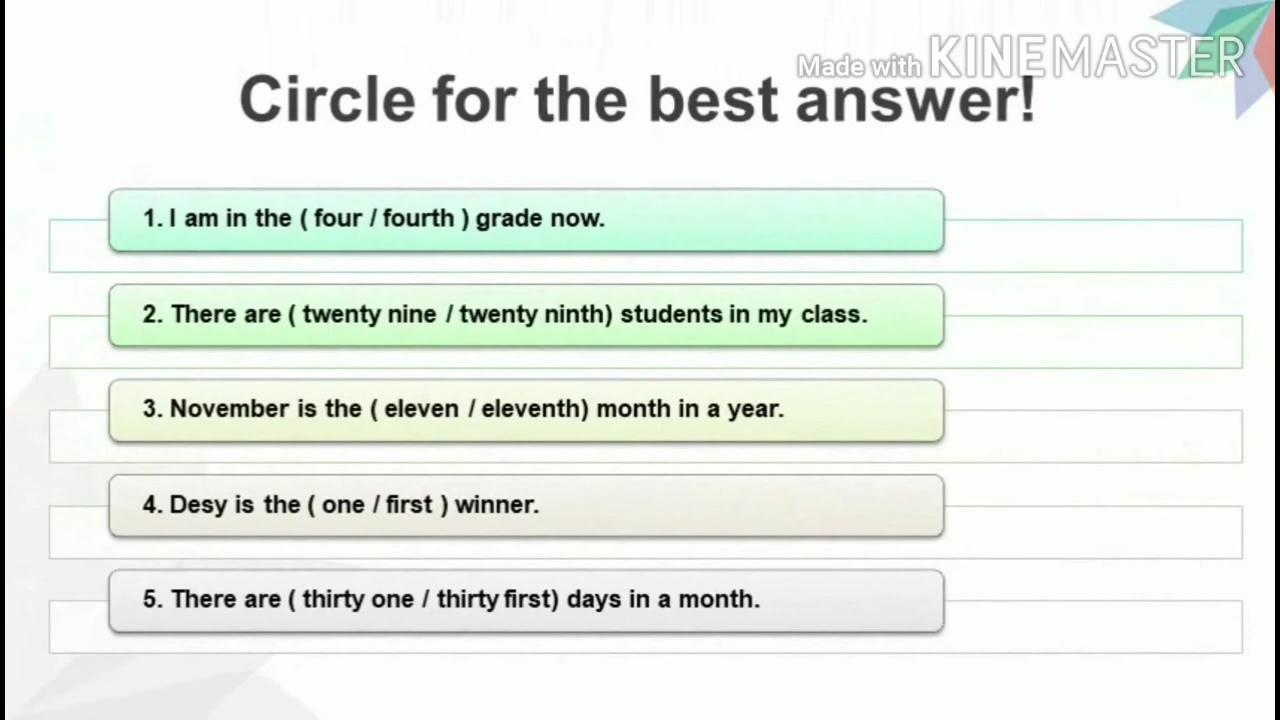 Made with KINEMASTER
Circle for the best answer!
1. I am in the ( four / fourth ) grade now.
2. There are ( twenty nine / twenty ninth) students in my class.
3. November is the ( eleven / eleventh) month in a year.
4. Desy is the ( one / first ) winner.
5. There are ( thirty one / thirty first) days in a month.